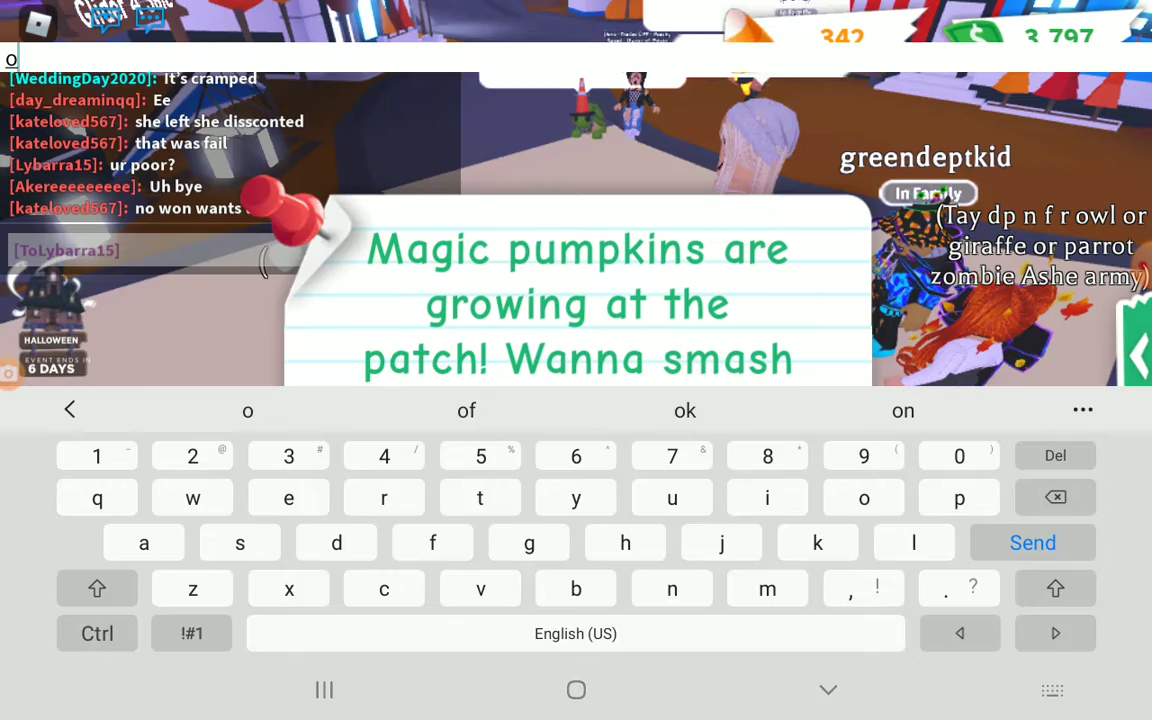 342
3,797
o
[WeddingDay2020]: It's cramped
[day_dreaminqq]: Ee
[kateloved567]: she left she dissconted
[kateloved567]: that was fail
[Lybarra15]: ur poor?
[Akereeeeeeeee]: Uh bye
[kateloved567]: no won wants
[ToLybarra15]
greendeptkid
In Family
(Tay dp n f r owl or
giraffe or parrot
zombie Ashe army)
Magic pumpkins are
growing at the
patch! Wanna smash
HALLOWEEN
EVENT ENDS IN
6 DAYS
o of ok on
1 - 2 @ 3 # 4 / 5 % 6 ^ 7 & 8 * 9 ( 0 ) Del
q w e r t y u i o p
a s d f g h j k l Send
z x c v b n m , ! . ?
Ctrl !#1 English (US)